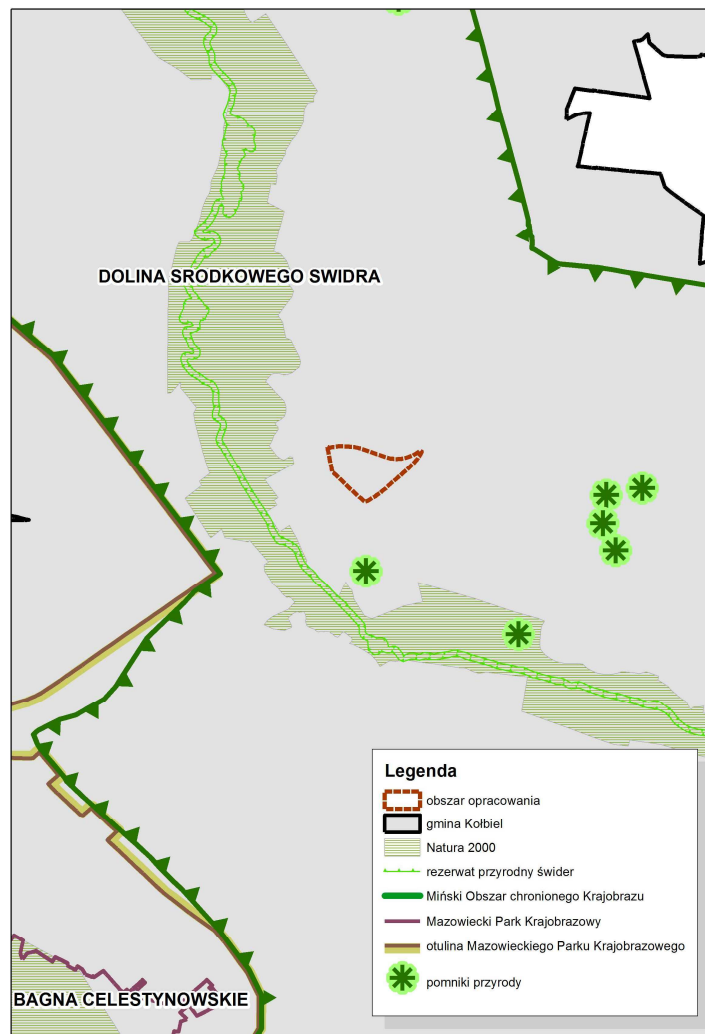 DOLINA SRODKOWEGO SWIDRA
Legenda
obszar opracowania
gmina Kołbiel
Natura 2000
rezerwat przyrodny świder
Miński Obszar chronionego Krajobrazu
Mazowiecki Park Krajobrazowy
otulina Mazowieckiego Parku Krajobrazowego
pomniki przyrody
BAGNA CELESTYNOWSKIE